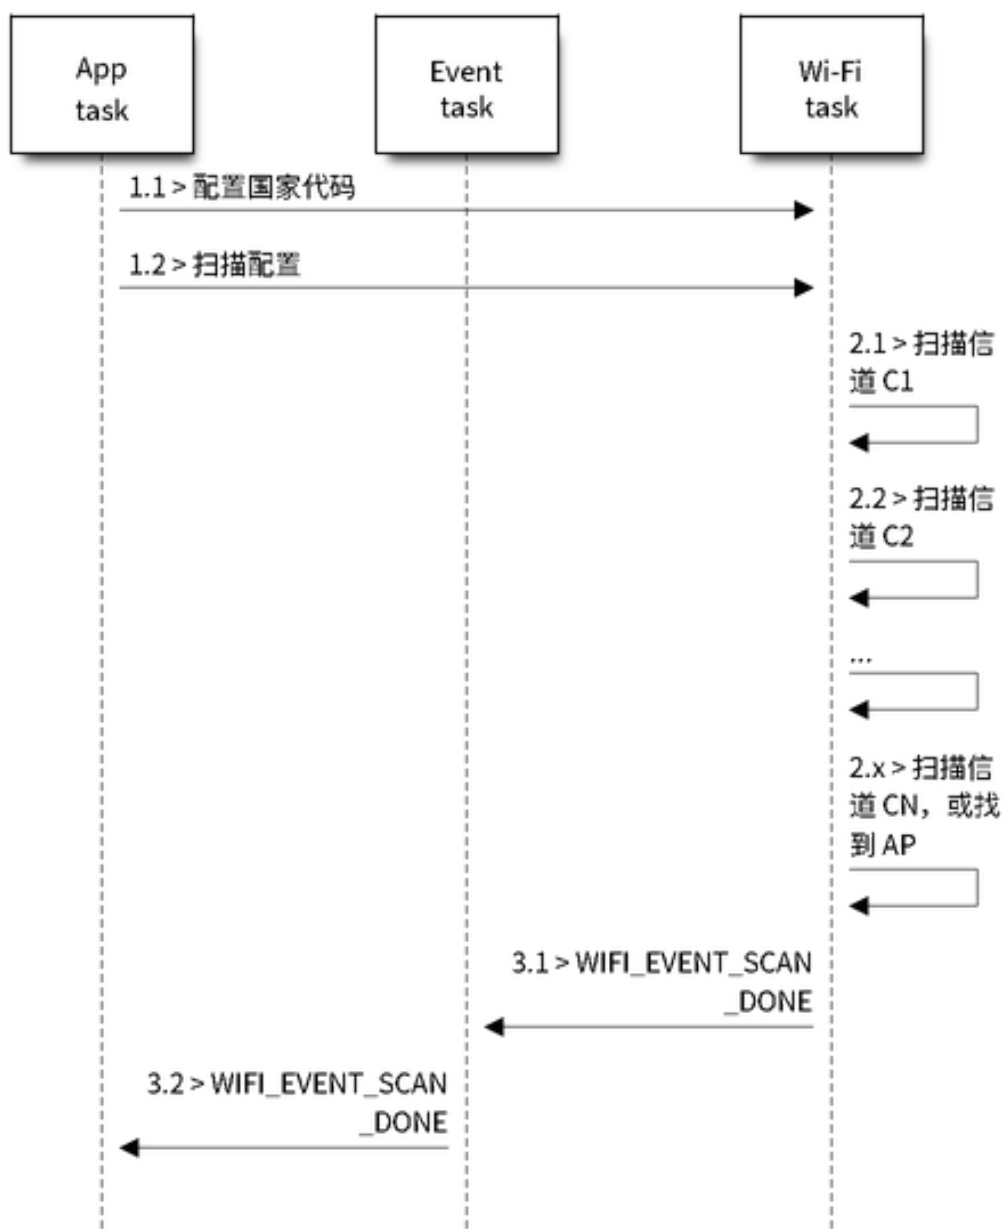 App
task
Event
task
Wi-Fi
task
1.1 > 配置国家代码
1.2 > 扫描配置
2.1 > 扫描信
道 C1
2.2 > 扫描信
道 C2
...
2.x > 扫描信
道 CN，或找
到 AP
3.1 > WIFI_EVENT_SCAN
_DONE
3.2 > WIFI_EVENT_SCAN
_DONE